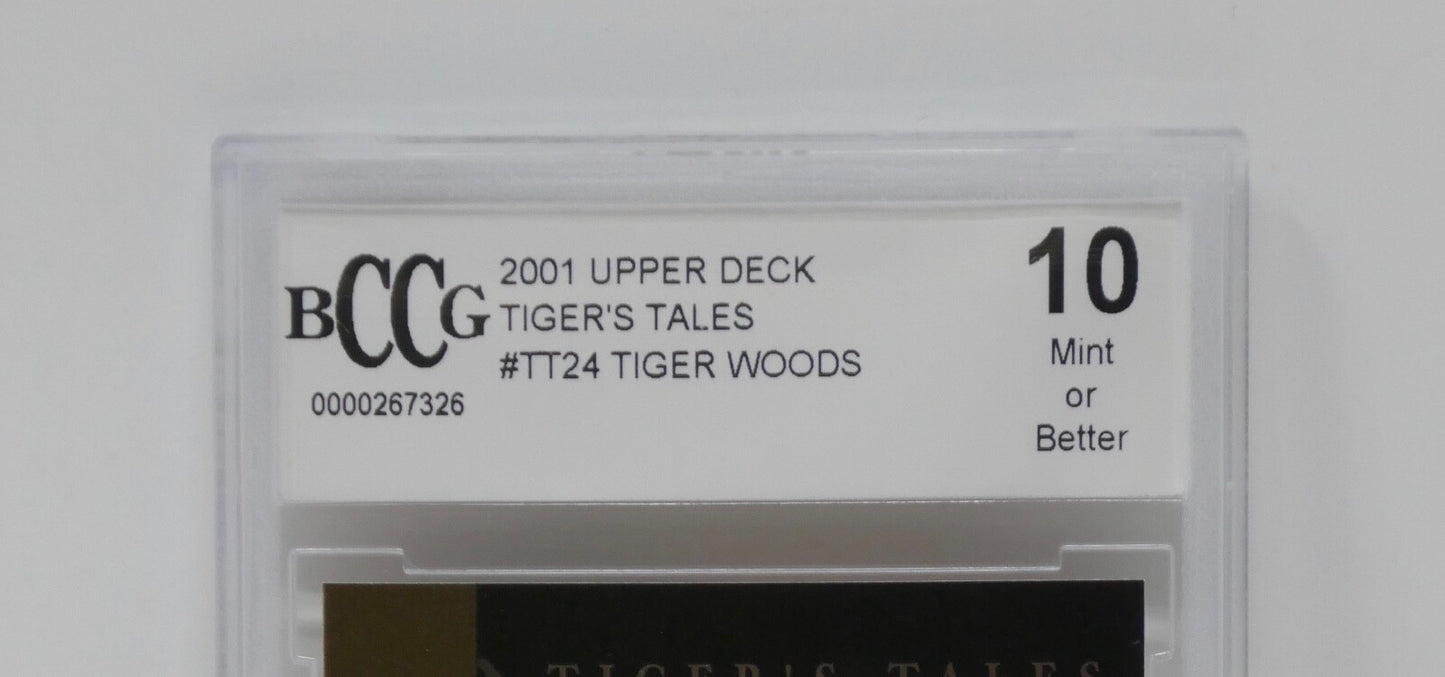 BCCG
0000267326
2001 UPPER DECK
TIGER'S TALES
#TT24 TIGER WOODS
10
Mint
or
Better
TIGER'S TALES